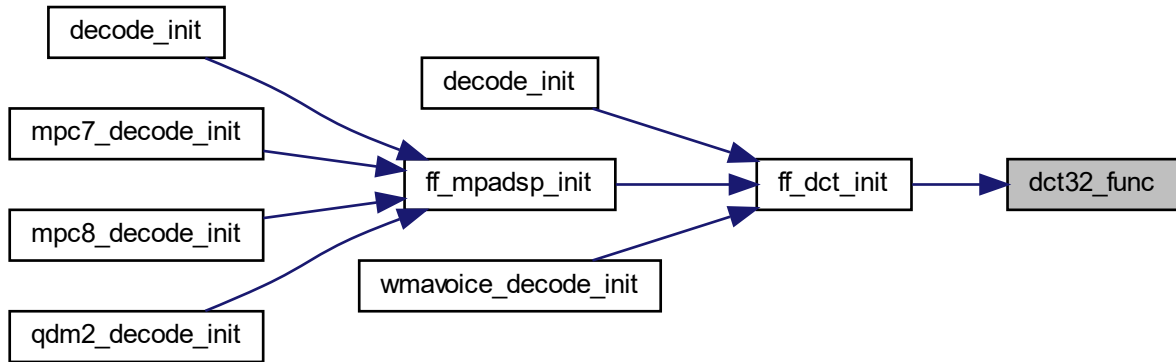 decode_init
mpc7_decode_init
mpc8_decode_init
qdm2_decode_init
decode_init
ff_mpadsp_init
wmavoice_decode_init
ff_dct_init
dct32_func